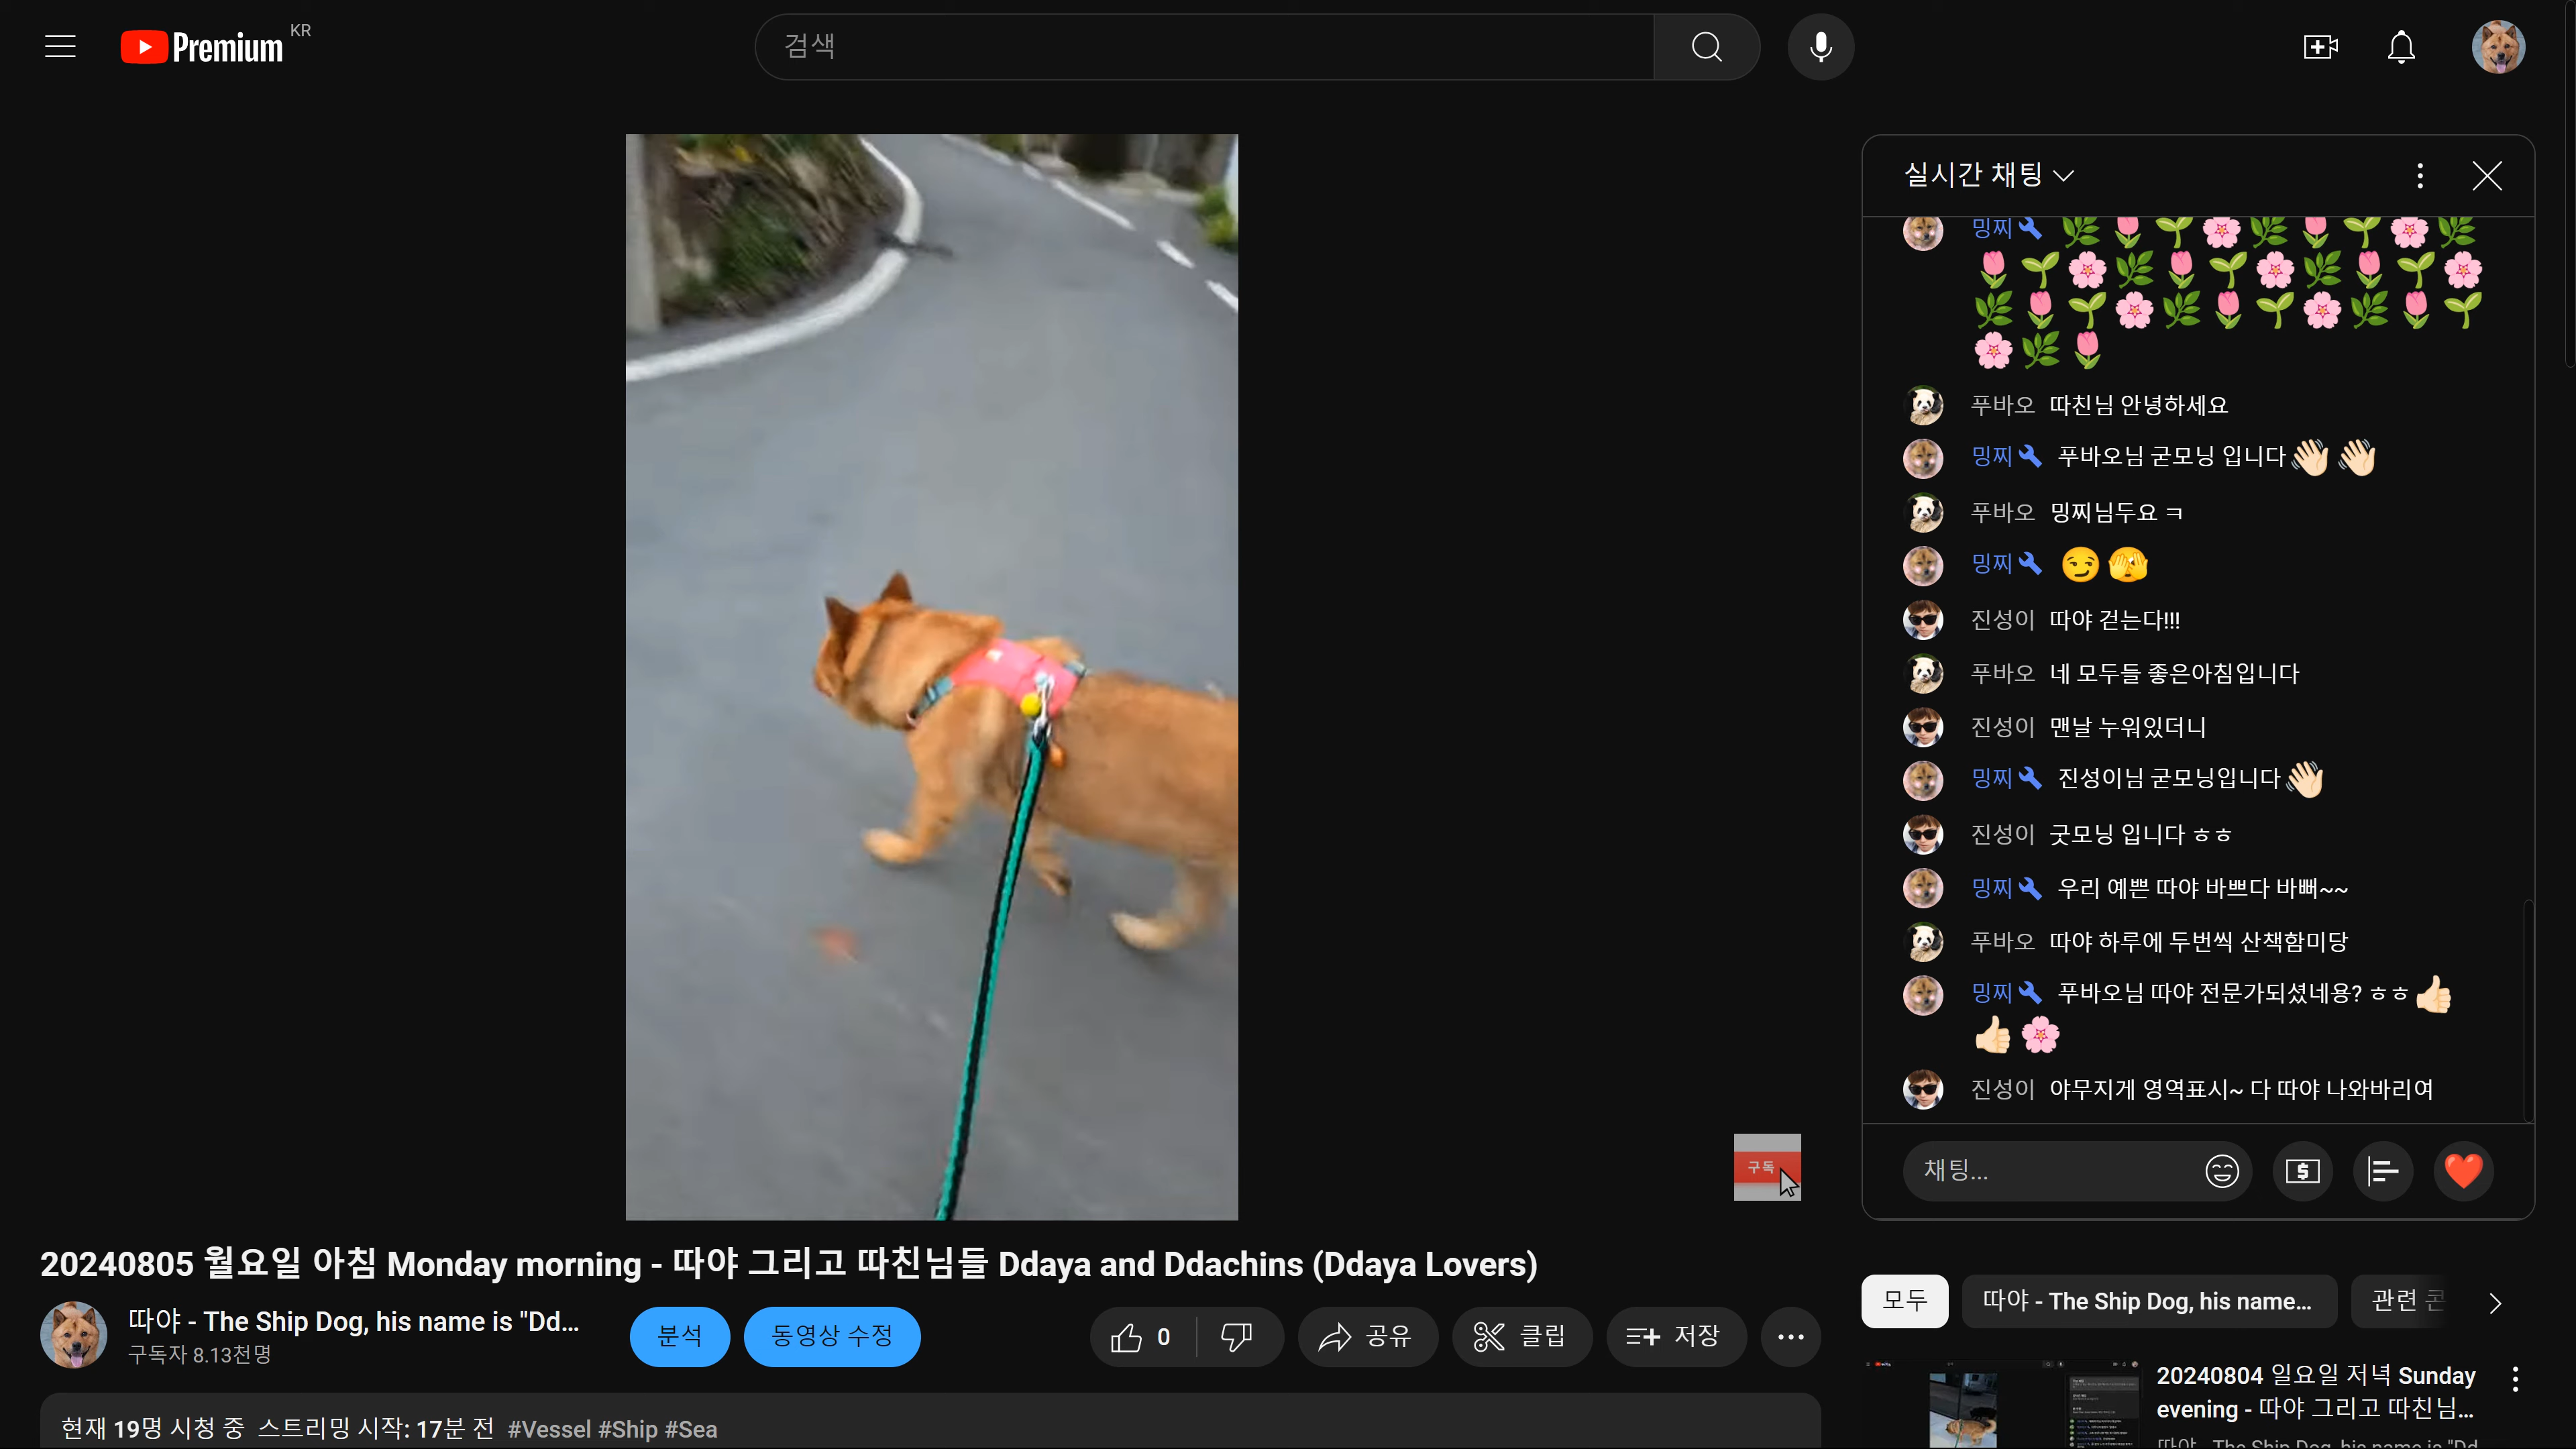 Premium KR
검색
실시간 채팅
밍찌
푸바오 따친님 안녕하세요
밍찌 푸바오님 굳모닝 입니다
푸바오 밍찌님두요 ㅋ
밍찌
진성이 따야 걷는다!!!
푸바오 네 모두들 좋은아침입니다
진성이 맨날 누워있더니
밍찌 진성이님 굳모닝입니다
진성이 굿모닝 입니다 ㅎㅎ
밍찌 우리 예쁜 따야 바쁘다 바뻐~~
푸바오 따야 하루에 두번씩 산책함미당
밍찌 푸바오님 따야 전문가되셨네용? ㅎㅎ
진성이 야무지게 영역표시~ 다 따야 나와바리여
채팅...
구독
20240805 월요일 아침 Monday morning - 따야 그리고 따친님들 Ddaya and Ddachins (Ddaya Lovers)
따야 - The Ship Dog, his name is "Dd...
구독자 8.13천명
분석
동영상 수정
0
공유
클립
저장
현재 19명 시청 중 스트리밍 시작: 17분 전 #Vessel #Ship #Sea
모두
따야 - The Ship Dog, his name...
관련
20240804 일요일 저녁 Sunday
evening - 따야 그리고 따친님...
따야 - The Ship Dog, his name is "Dd